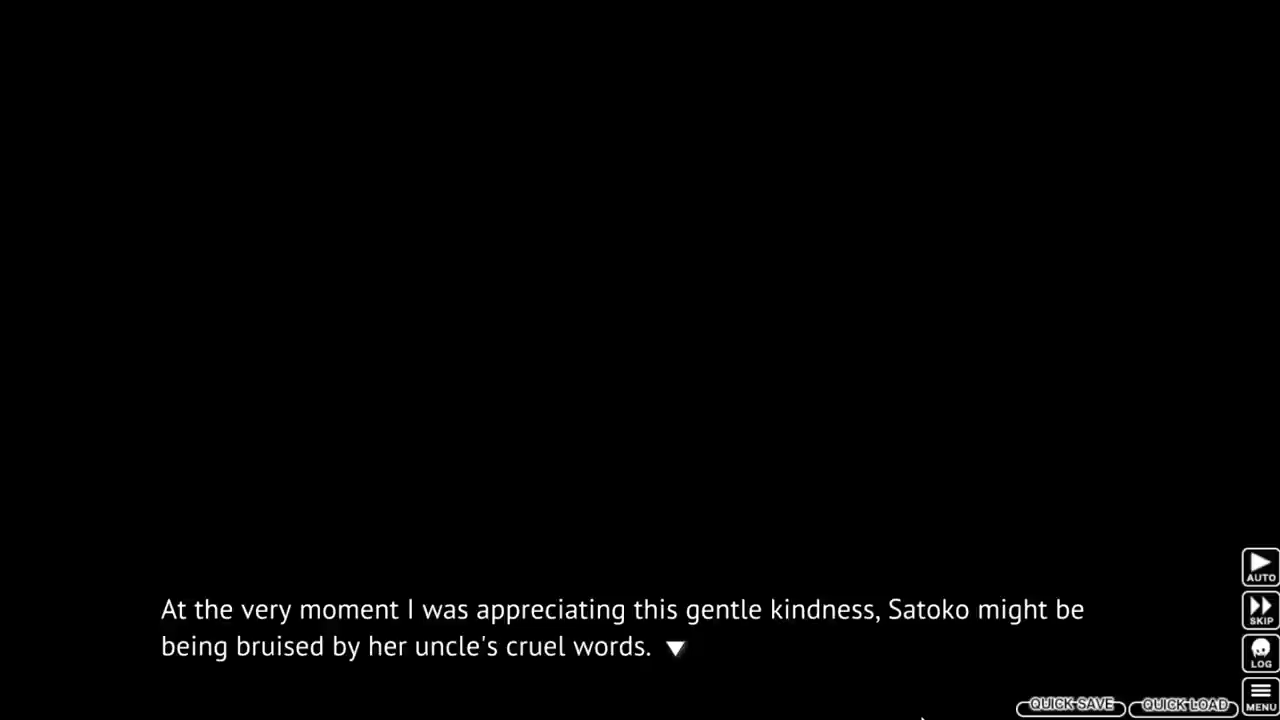 At the very moment I was appreciating this gentle kindness, Satoko might be
being bruised by her uncle's cruel words.
AUTO
SKIP
LOG
MENU
QUICK SAVE
QUICK LOAD